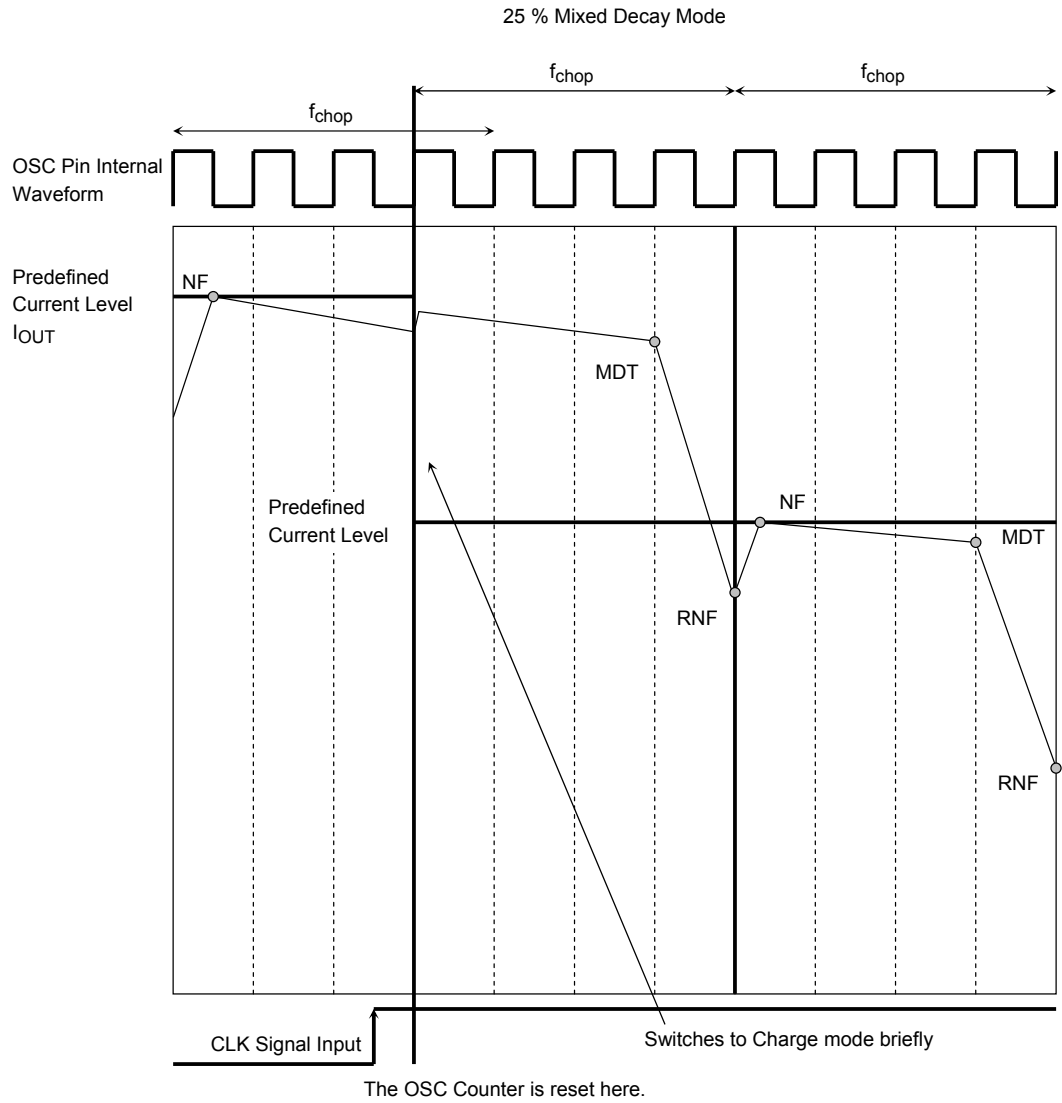 25 % Mixed Decay Mode
fchop
fchop
fchop
OSC Pin Internal
Waveform
Predefined
Current Level
IOUT
NF
MDT
Predefined
Current Level
NF
MDT
RNF
RNF
CLK Signal Input
Switches to Charge mode briefly
The OSC Counter is reset here.